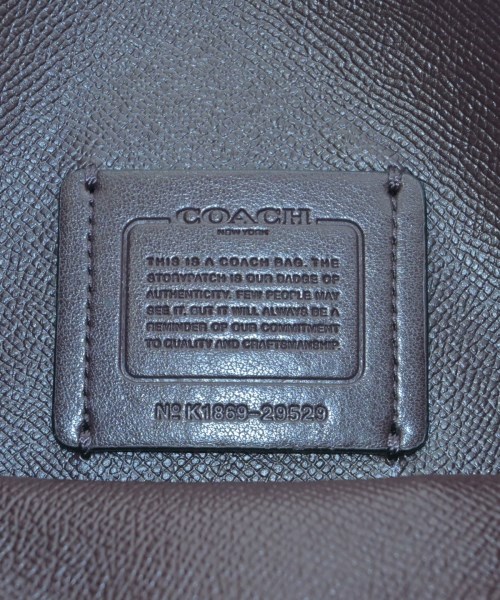 COACH
NEW YORK
THIS IS A COACH BAG. THE
STORYPATCH IS OUR BADGE OF
AUTHENTICITY. FEW PEOPLE MAY
SEE IT. BUT IT WILL ALWAYS BE A
REMINDER OF OUR COMMITMENT
TO QUALITY AND CRAFTSMANSHIP.
Nº K1869-29529